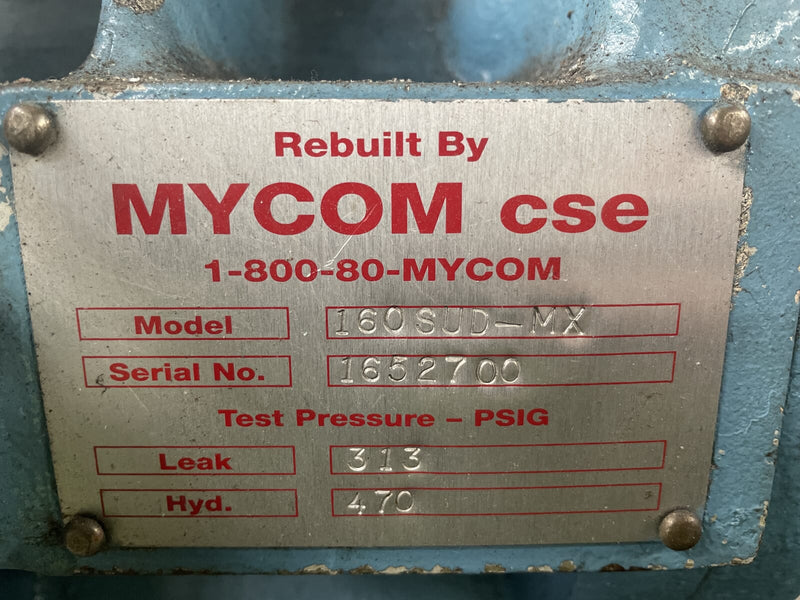 Rebuilt By
MYCOM cse
1-800-80-MYCOM
Model 160SUD-MX
Serial No. 1652700
Test Pressure – PSIG
Leak 313
Hyd. 470